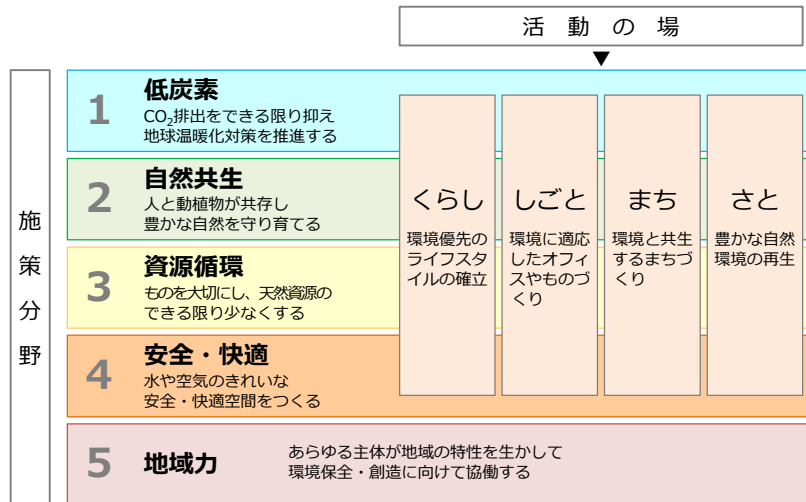 活動の場
▼
施策分野
1
低炭素
CO₂排出をできる限り抑え
地球温暖化対策を推進する
2
自然共生
人と動植物が共存し
豊かな自然を守り育てる
3
資源循環
ものを大切にし、天然資源の
できる限り少なくする
4
安全・快適
水や空気のきれいな
安全・快適空間をつくる
5
地域力
あらゆる主体が地域の特性を生かして
環境保全・創造に向けて協働する
くらし
環境優先の
ライフスタ
イルの確立
しごと
環境に適応
したオフィ
スやものづ
くり
まち
環境と共生
するまちづ
くり
さと
豊かな自然
環境の再生